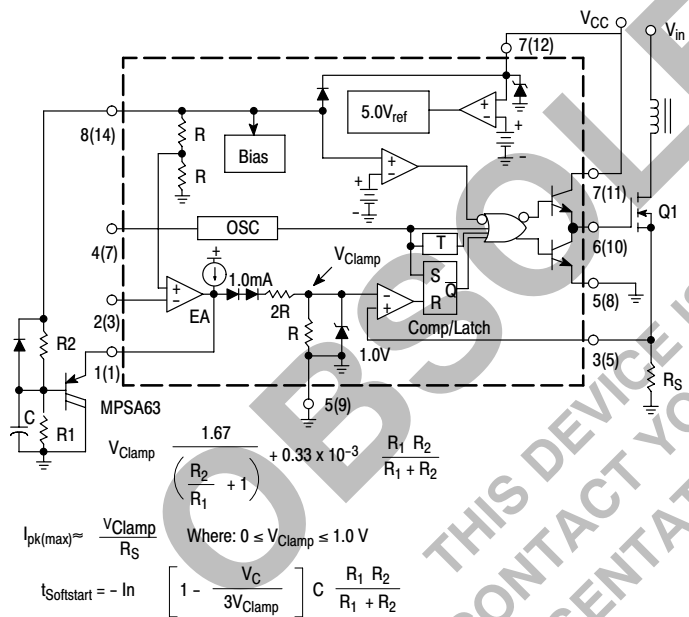 VCC
Vin
7(12)
5.0Vref
+
-
+
-
8(14)
R
Bias
R
+
-
+
-
7(11)
Q1
4(7)
OSC
T
6(10)
VClamp
+
1.0mA
S
Q
R
5(8)
+
-
2(3)
EA
2R
-
+
Comp/Latch
R
1.0V
3(5)
R2
1(1)
RS
5(9)
C
MPSA63
R1
VClamp 1.67 / (R2/R1 + 1) + 0.33 x 10-3 R1 R2 / R1 + R2
Ipk(max)≈ VClamp / RS Where: 0 ≤ VClamp ≤ 1.0 V
tSoftstart = - In [1 - VC / 3VClamp] C R1 R2 / R1 + R2
OBSOLE
THIS DEVICE IS
CONTACT YO
SENTAT